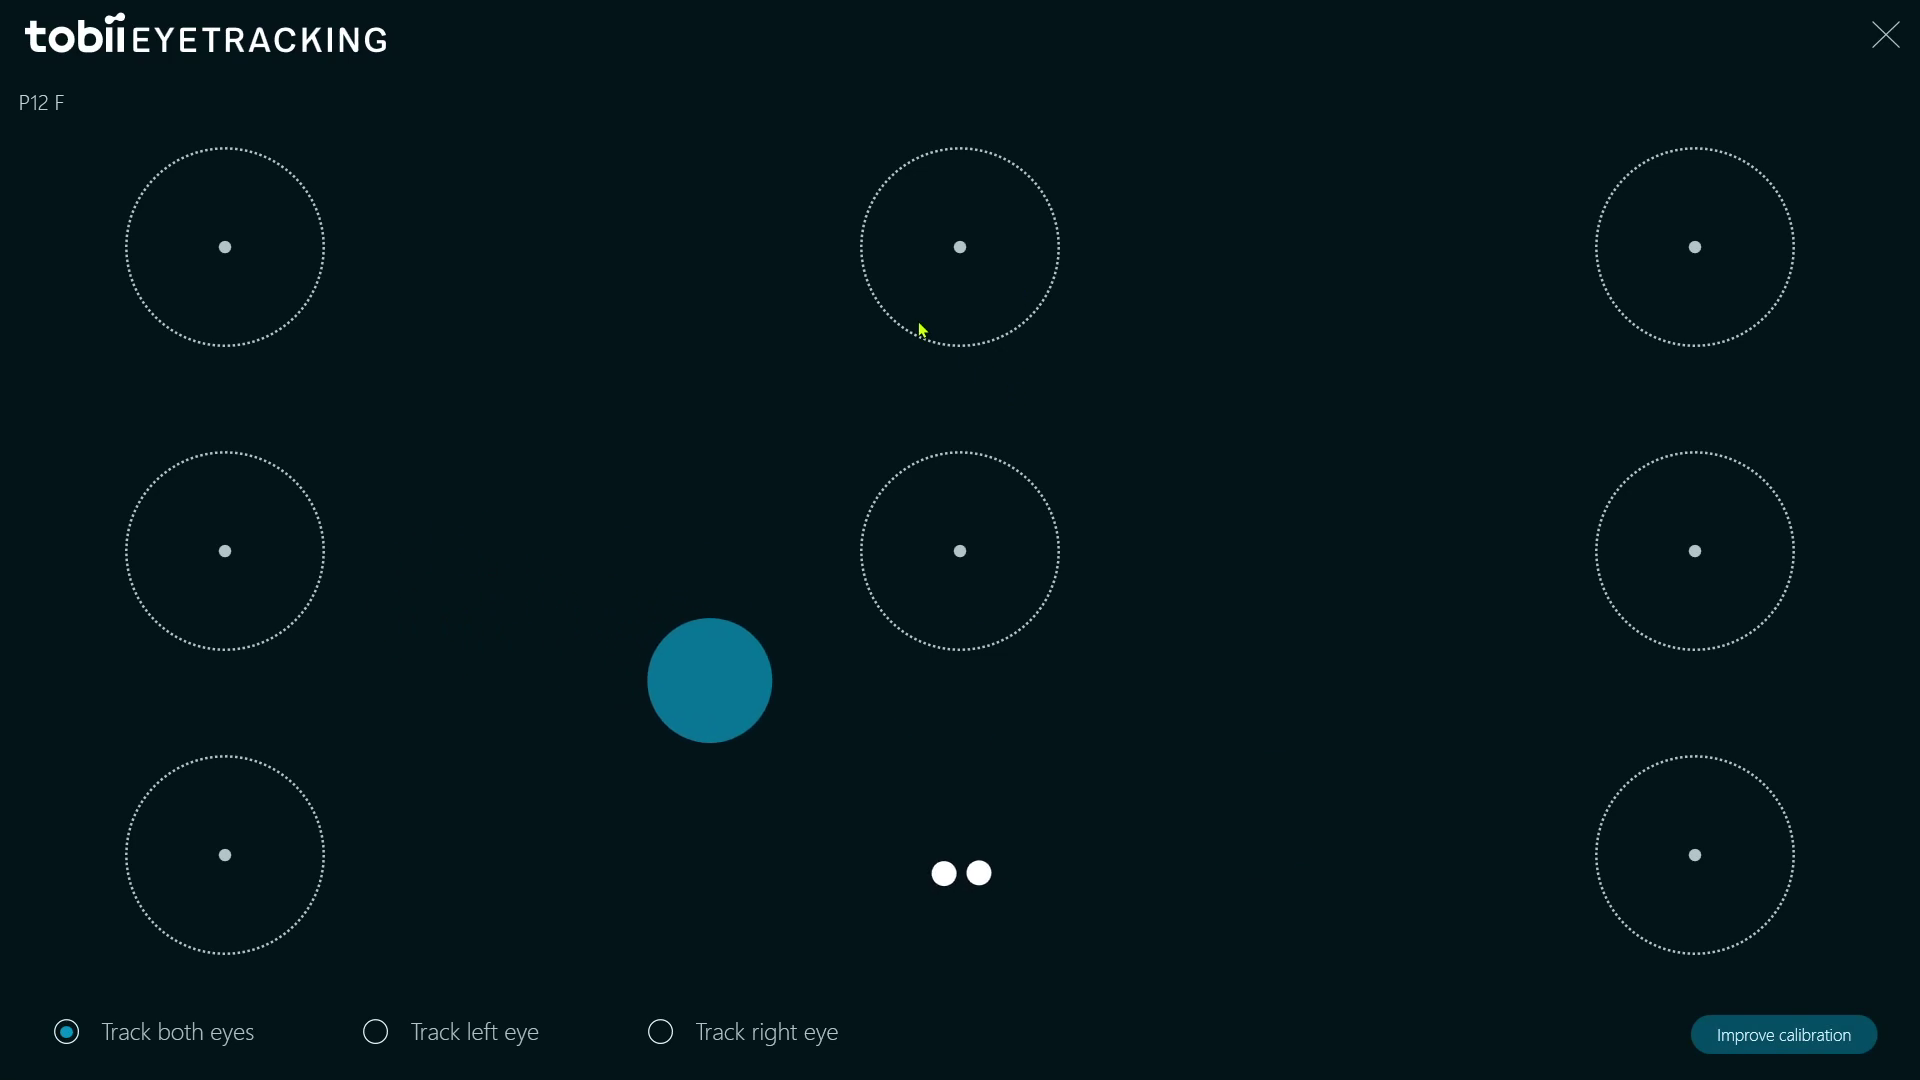 tobii EYETRACKING
P12 F
Track both eyes
Track left eye
Track right eye
Improve calibration